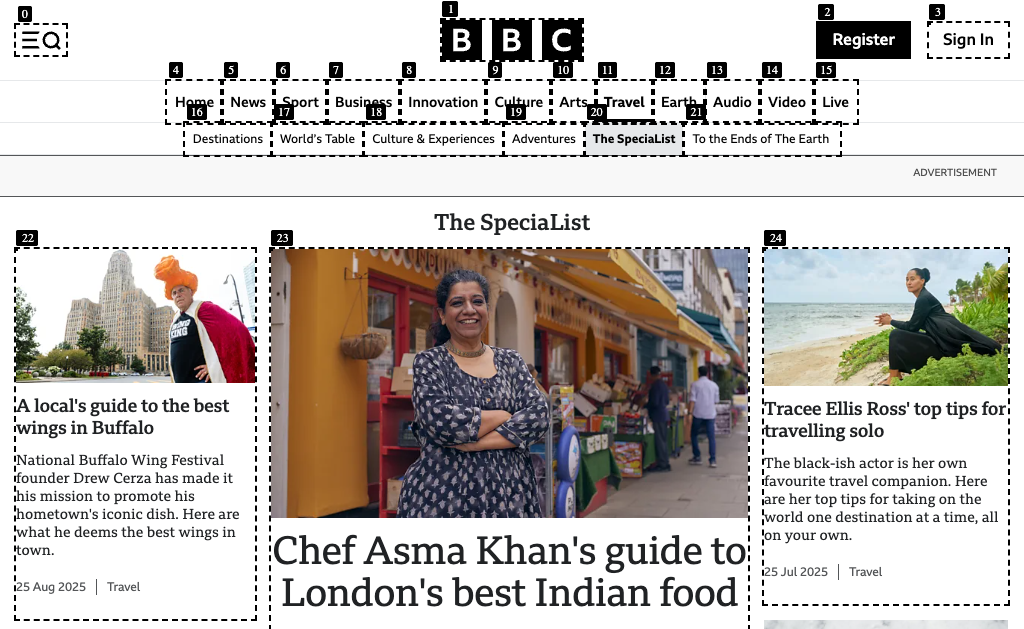 BBC
Register
Sign In
Home
News
Sport
Business
Innovation
Culture
Arts
Travel
Earth
Audio
Video
Live
Destinations
World's Table
Culture & Experiences
Adventures
The SpeciaList
To the Ends of The Earth
ADVERTISEMENT
The SpeciaList
A local's guide to the best
wings in Buffalo
National Buffalo Wing Festival
founder Drew Cerza has made it
his mission to promote his
hometown's iconic dish. Here are
what he deems the best wings in
town.
25 Aug 2025
Travel
Chef Asma Khan's guide to
London's best Indian food
Tracee Ellis Ross' top tips for
travelling solo
The black-ish actor is her own
favourite travel companion. Here
are her top tips for taking on the
world one destination at a time, all
on your own.
25 Jul 2025
Travel
0
1
2
3
4
5
6
7
8
9
10
11
12
13
14
15
16
17
18
19
20
21
22
23
24